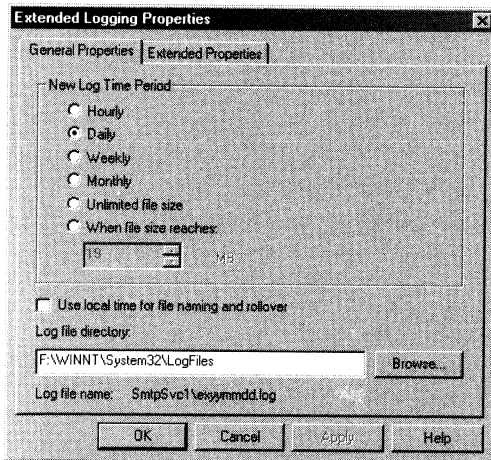 Extended Logging Properties
General Properties
Extended Properties
New Log Time Period
Hourly
Daily
Weekly
Monthly
Unlimited file size
When file size reaches:
19
MB
Use local time for file naming and rollover
Log file directory:
F:\WINNT\System32\LogFiles
Browse...
Log file name: SmtpSvc1\exyymmdd.log
OK
Cancel
Apply
Help